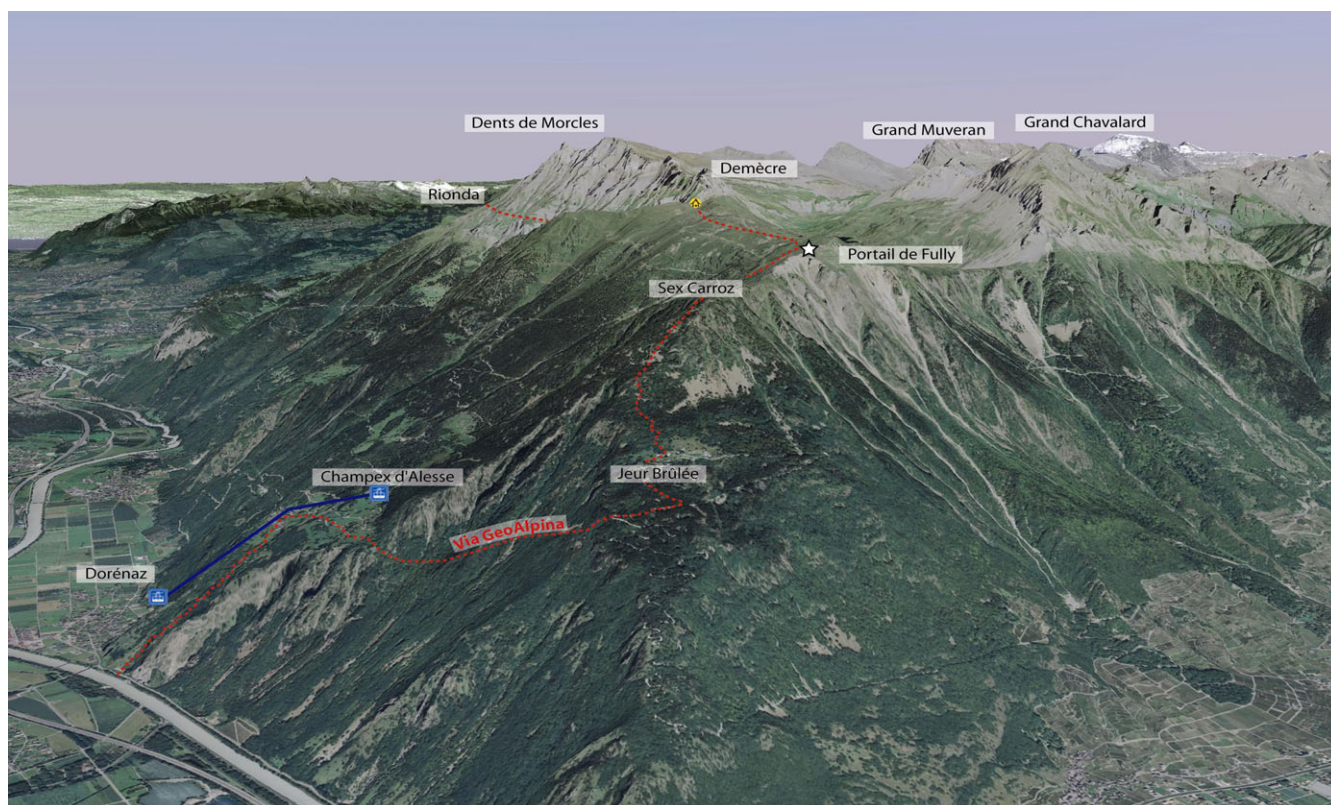 Dents de Morcles
Grand Muveran
Grand Chavalard
Demècre
Rionda
Portail de Fully
Sex Carroz
Jeur Brûlée
Champex d'Alesse
Via GeoAlpina
Dorénaz